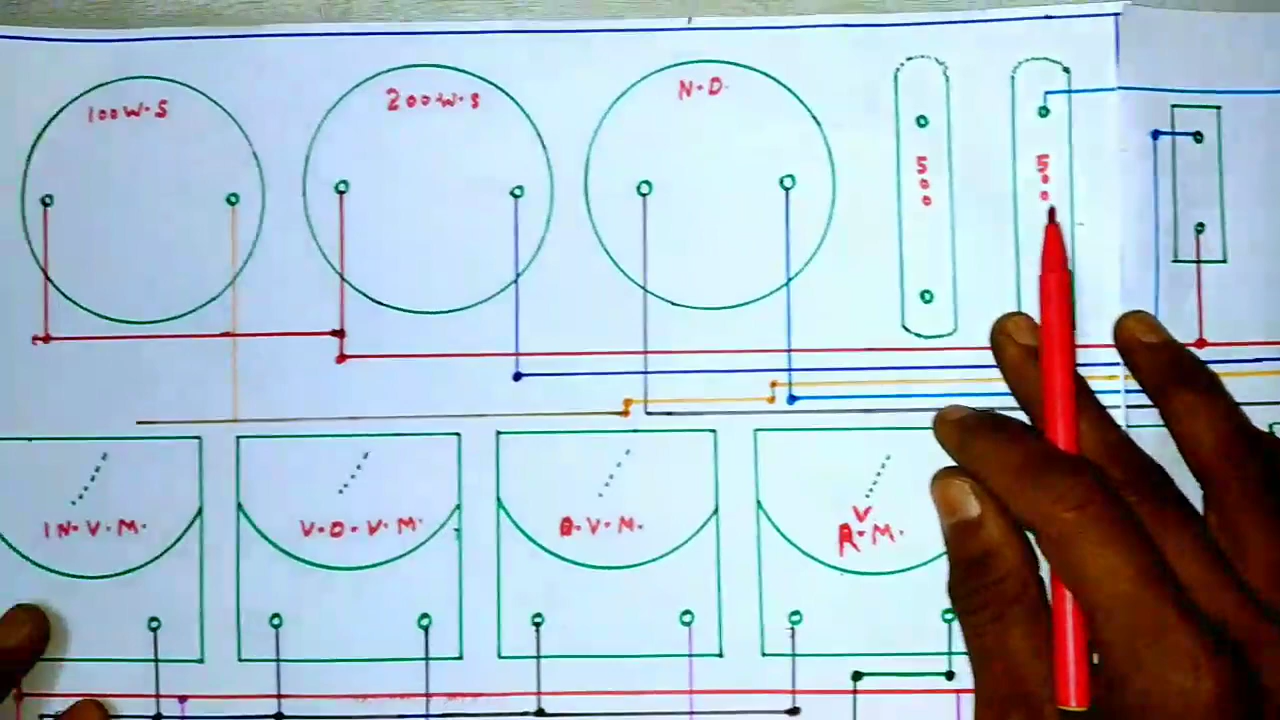 100W.S
200W.S
N.D.
500
500
IN.V.M.
V.O.V.M.
B.V.M.
V
R.M.